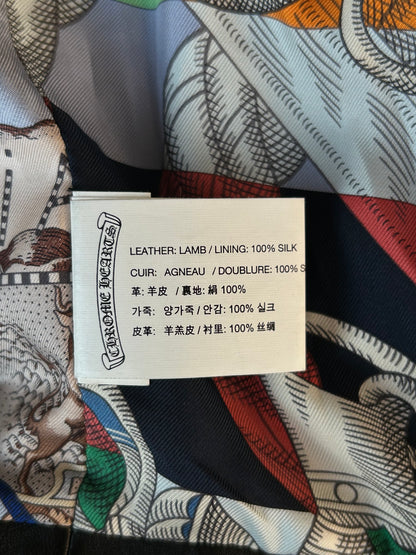 CHROME HEARTS
LEATHER: LAMB / LINING: 100% SILK
CUIR: AGNEAU / DOUBLURE: 100% S
革: 羊皮 / 裏地: 絹 100%
가죽: 양가죽 / 안감: 100% 실크
皮革: 羊羔皮 / 衬里: 100% 丝绸